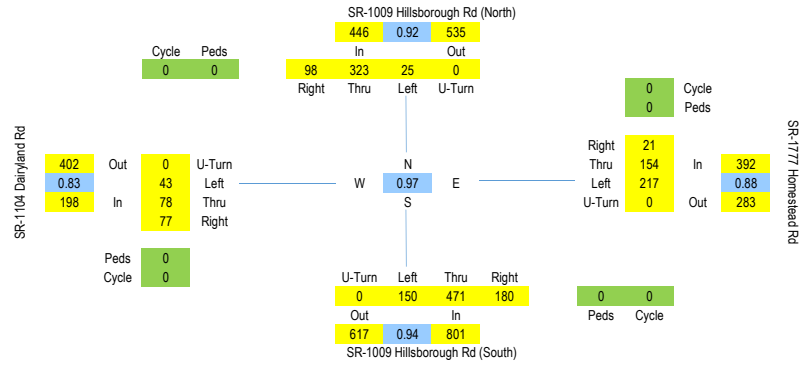 SR-1009 Hillsborough Rd (North)
446 0.92 535
Cycle Peds In Out
0 0 98 323 25 0
Right Thru Left U-Turn
0 Cycle
0 Peds
SR-1104 Dairyland Rd
SR-1777 Homestead Rd
Right 21
402 Out 0 U-Turn N Thru 154 In 392
0.83 43 Left W 0.97 E Left 217 0.88
198 In 78 Thru S U-Turn 0 Out 283
77 Right
Peds 0
Cycle 0
U-Turn Left Thru Right
0 150 471 180 0 0
Out In Peds Cycle
617 0.94 801
SR-1009 Hillsborough Rd (South)